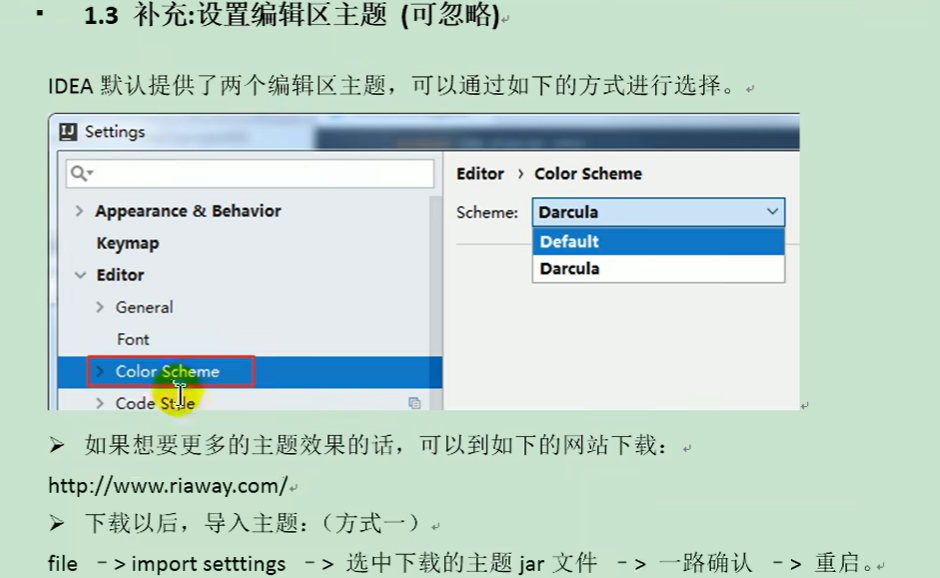 ▪ 1.3 补充:设置编辑区主题 (可忽略)
IDEA 默认提供了两个编辑区主题，可以通过如下的方式进行选择。
Settings
Editor › Color Scheme
Appearance & Behavior
Scheme: Darcula
Keymap
Default
Editor
Darcula
General
Font
Color Scheme
Code Style
➢ 如果想要更多的主题效果的话，可以到如下的网站下载：
http://www.riaway.com/
➢ 下载以后，导入主题：（方式一）
file －> import setttings －> 选中下载的主题 jar 文件 －> 一路确认 －> 重启。